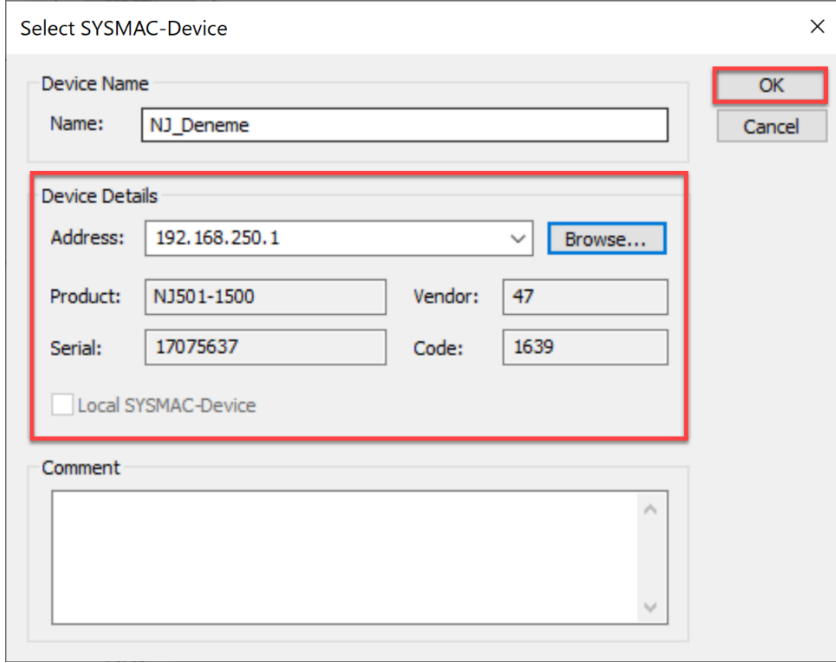 Select SYSMAC-Device
Device Name
Name: NJ_Deneme
OK
Cancel
Device Details
Address: 192.168.250.1 Browse...
Product: NJ501-1500 Vendor: 47
Serial: 17075637 Code: 1639
Local SYSMAC-Device
Comment